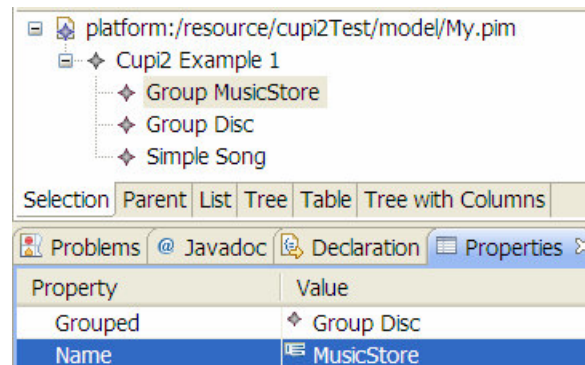 platform:/resource/cupi2Test/model/My.pim
Cupi2 Example 1
Group MusicStore
Group Disc
Simple Song
Selection Parent List Tree Table Tree with Columns
Problems @ Javadoc Declaration Properties
Property Value
Grouped Group Disc
Name MusicStore